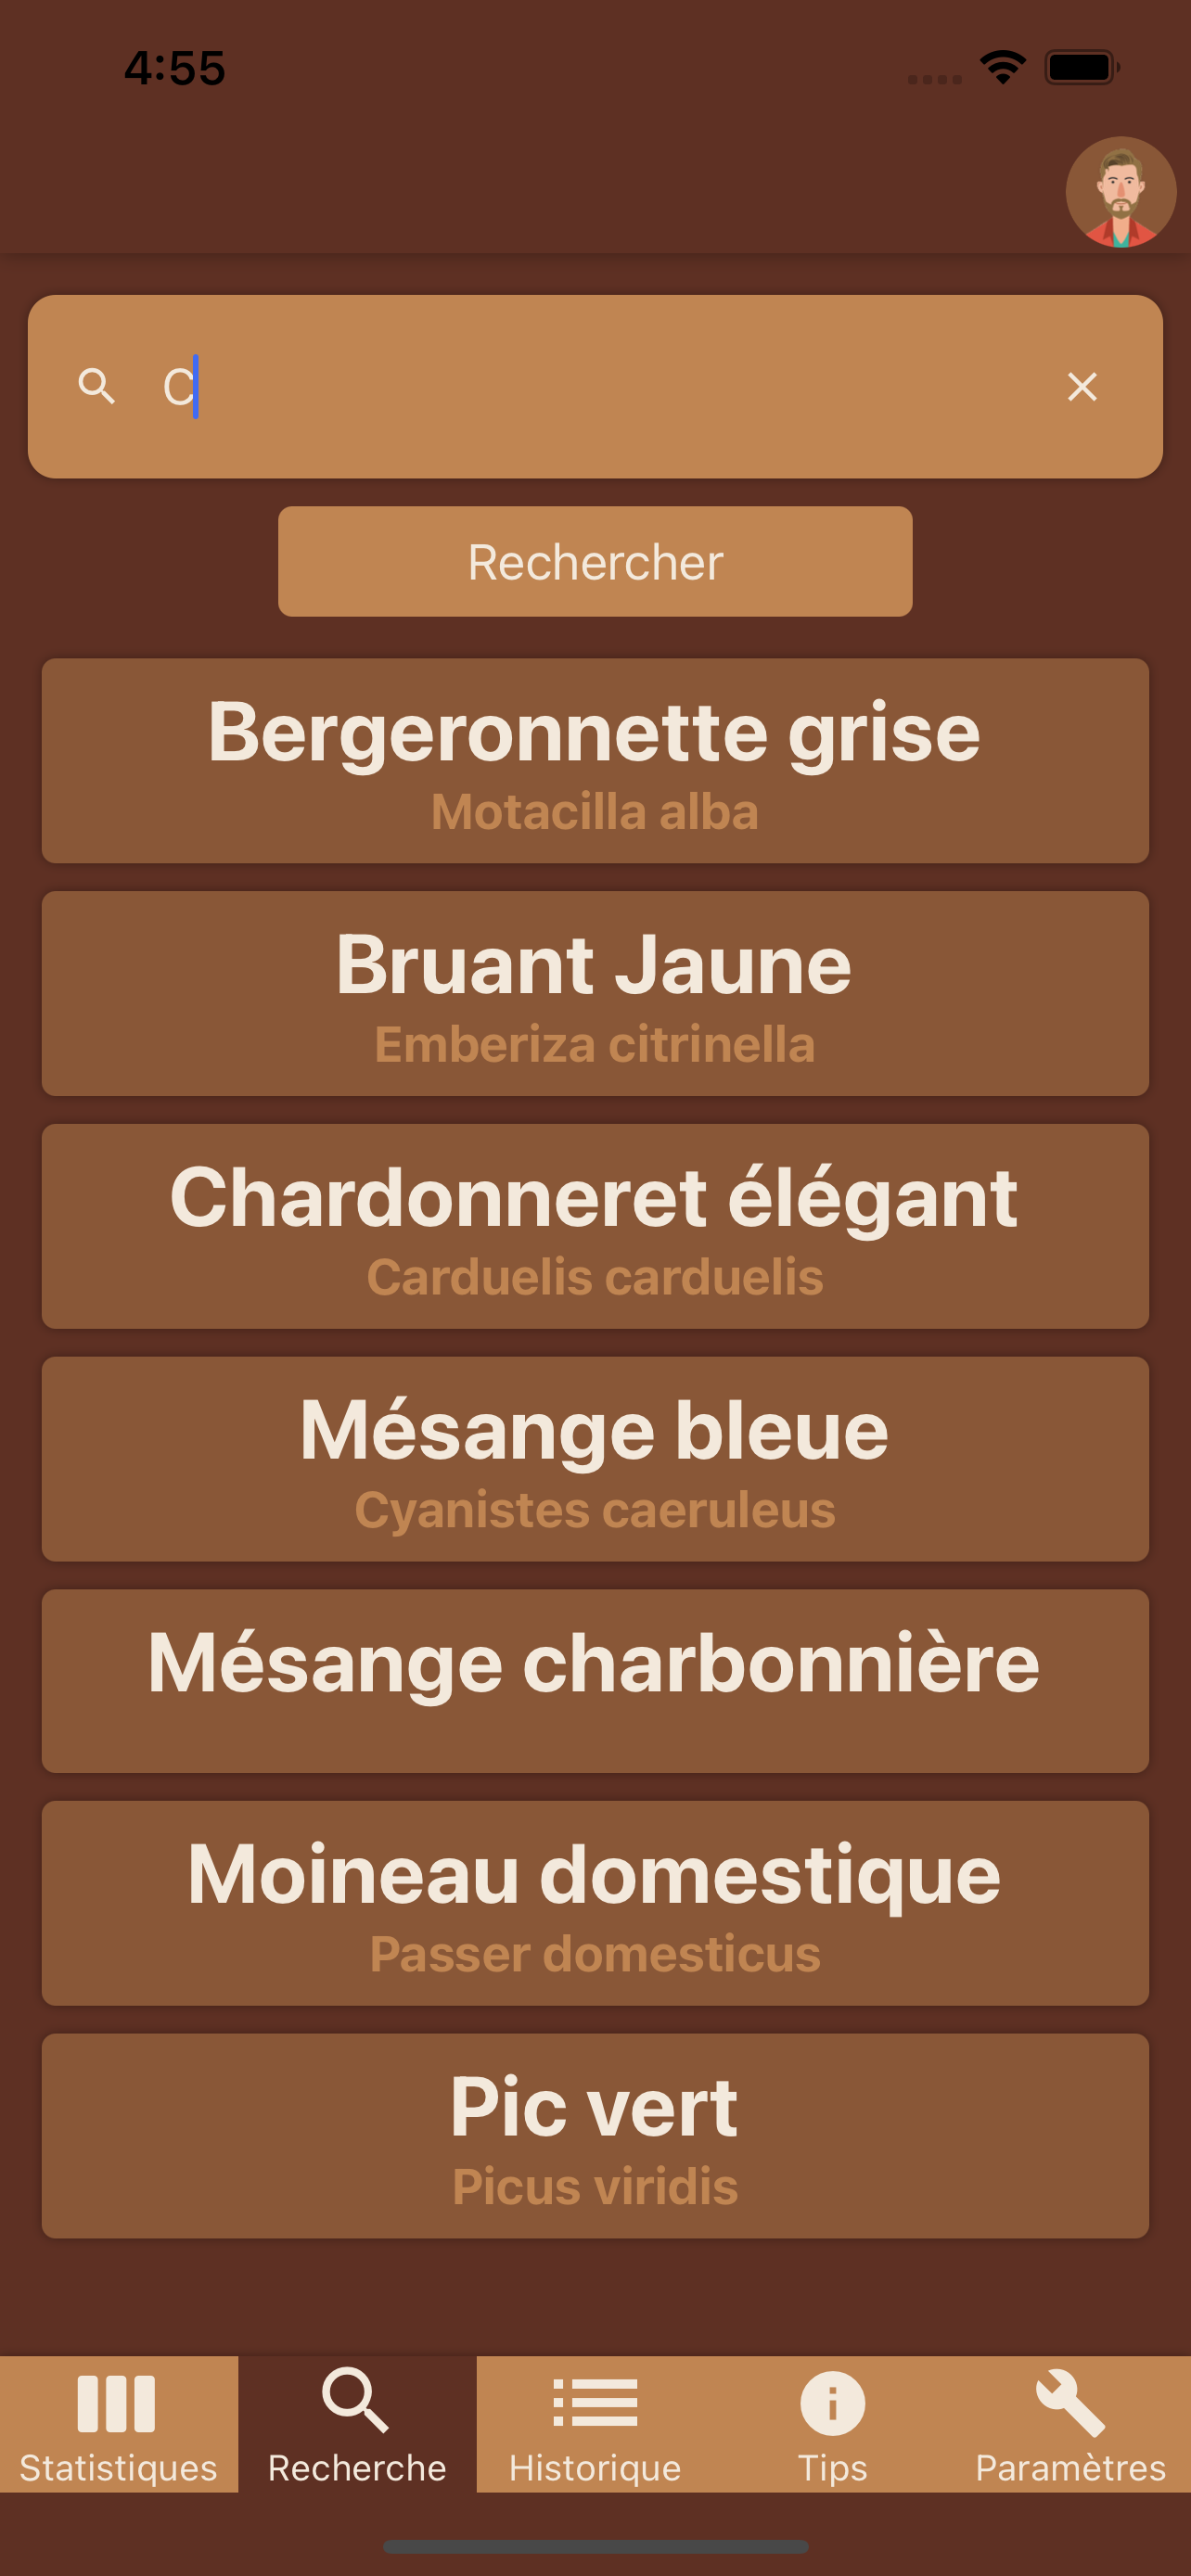 4:55
C
Rechercher
Bergeronnette grise
Motacilla alba
Bruant Jaune
Emberiza citrinella
Chardonneret élégant
Carduelis carduelis
Mésange bleue
Cyanistes caeruleus
Mésange charbonnière
Moineau domestique
Passer domesticus
Pic vert
Picus viridis
Statistiques
Recherche
Historique
Tips
Paramètres